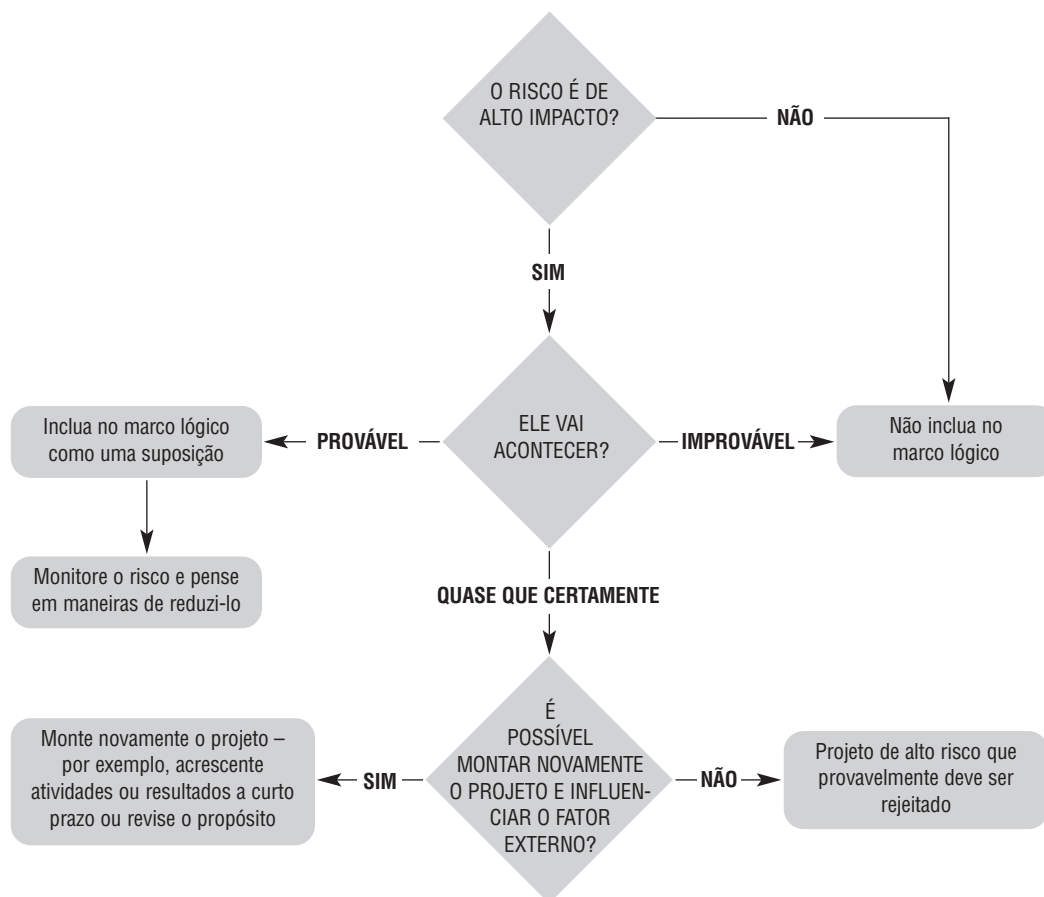 O RISCO É DE
ALTO IMPACTO?
NÃO
SIM
Inclua no marco lógico
como uma suposição
PROVÁVEL
ELE VAI
ACONTECER?
IMPROVÁVEL
Não inclua no
marco lógico
Monitore o risco e pense
em maneiras de reduzi-lo
QUASE QUE CERTAMENTE
Monte novamente o projeto –
por exemplo, acrescente
atividades ou resultados a curto
prazo ou revise o propósito
SIM
É
POSSÍVEL
MONTAR NOVAMENTE
O PROJETO E INFLUEN-
CIAR O FATOR
EXTERNO?
NÃO
Projeto de alto risco que
provavelmente deve ser
rejeitado